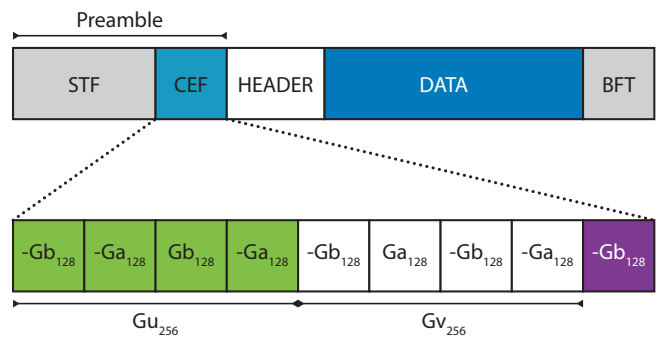 Preamble
STF CEF HEADER DATA BFT
-Gb128 -Ga128 Gb128 -Ga128 -Gb128 Ga128 -Gb128 -Ga128 -Gb128
Gu256 Gv256